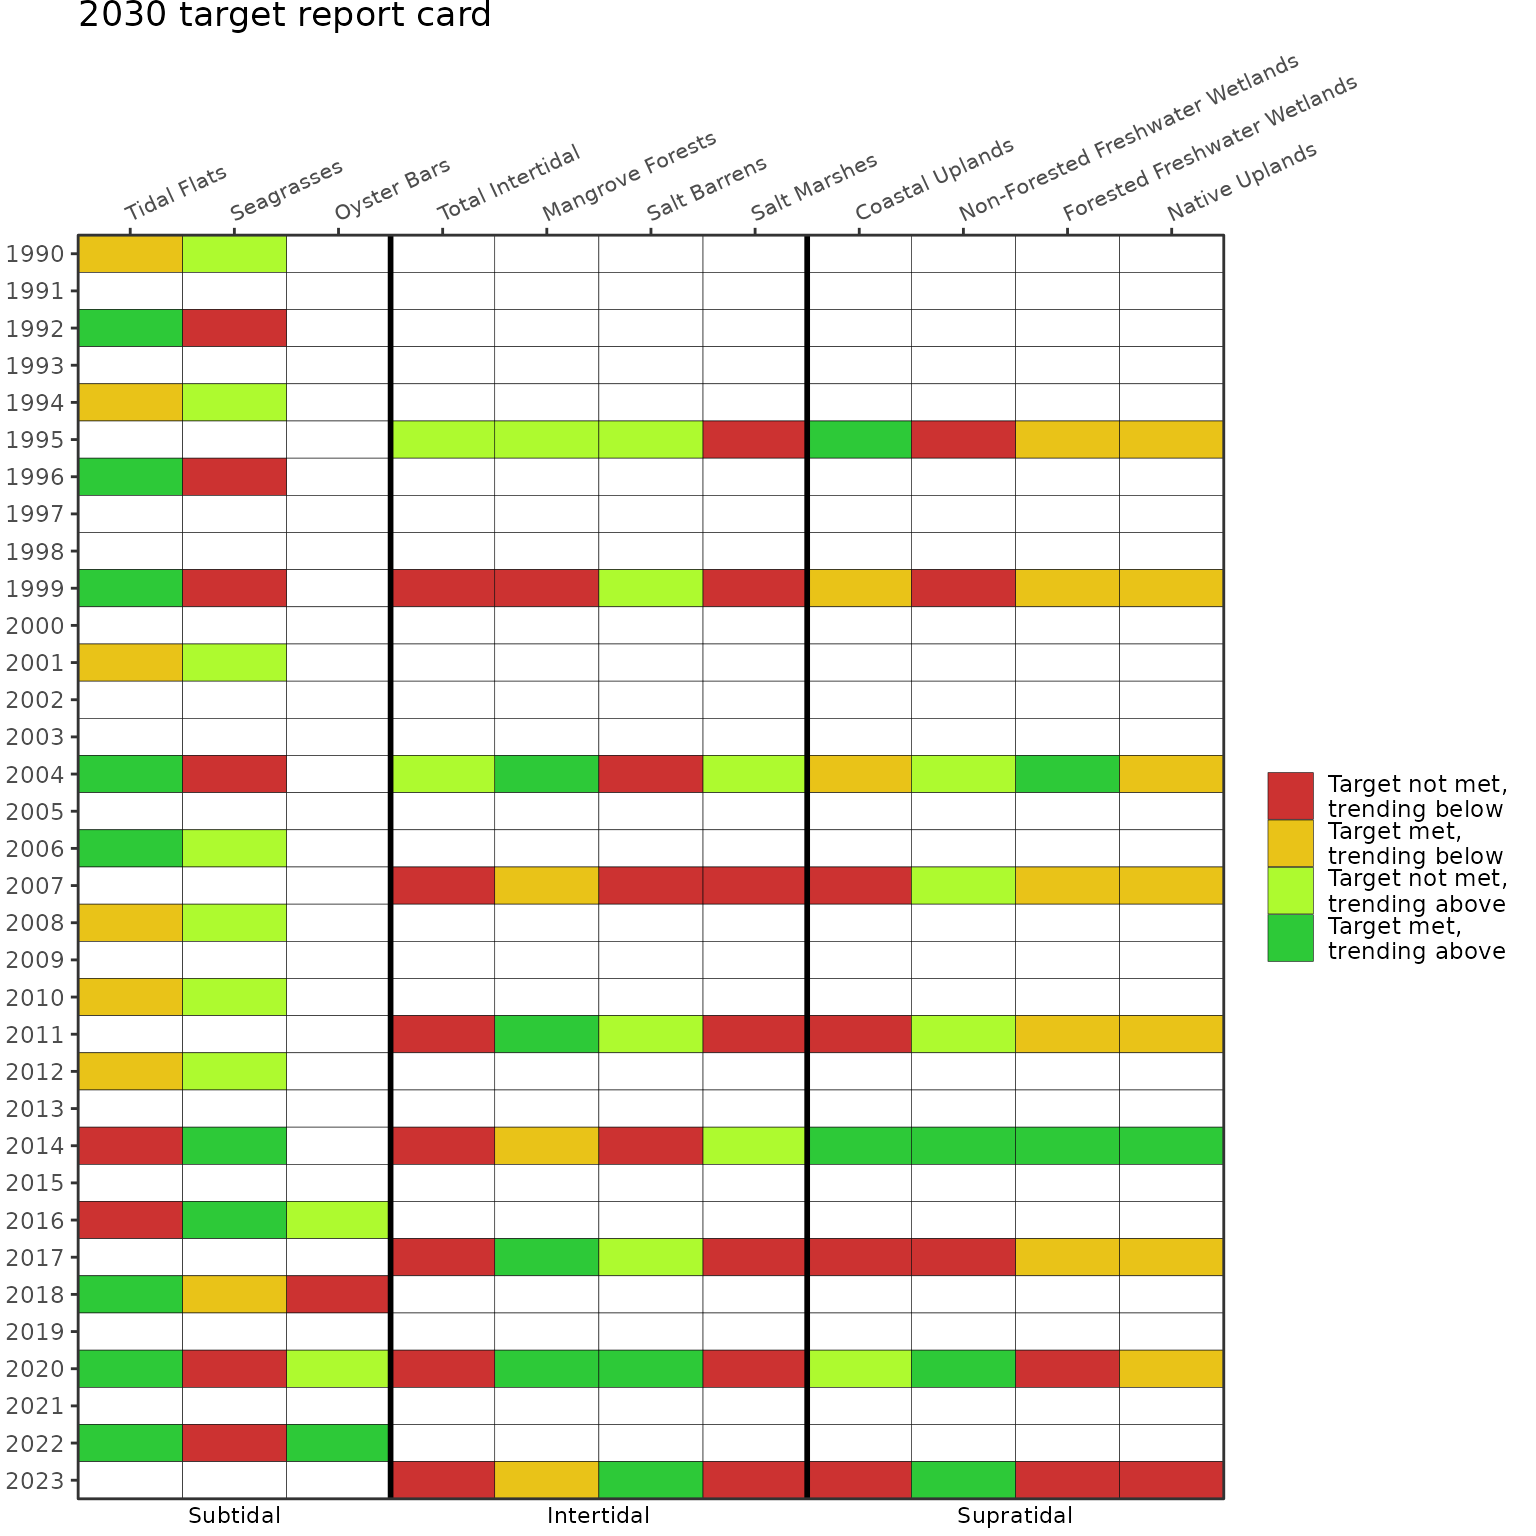 2030 target report card
Tidal Flats
Seagrasses
Oyster Bars
Total Intertidal
Mangrove Forests
Salt Barrens
Salt Marshes
Coastal Uplands
Non-Forested Freshwater Wetlands
Forested Freshwater Wetlands
Native Uplands
1990
1991
1992
1993
1994
1995
1996
1997
1998
1999
2000
2001
2002
2003
2004
2005
2006
2007
2008
2009
2010
2011
2012
2013
2014
2015
2016
2017
2018
2019
2020
2021
2022
2023
Subtidal
Intertidal
Supratidal
Target not met,
trending below
Target met,
trending below
Target not met,
trending above
Target met,
trending above